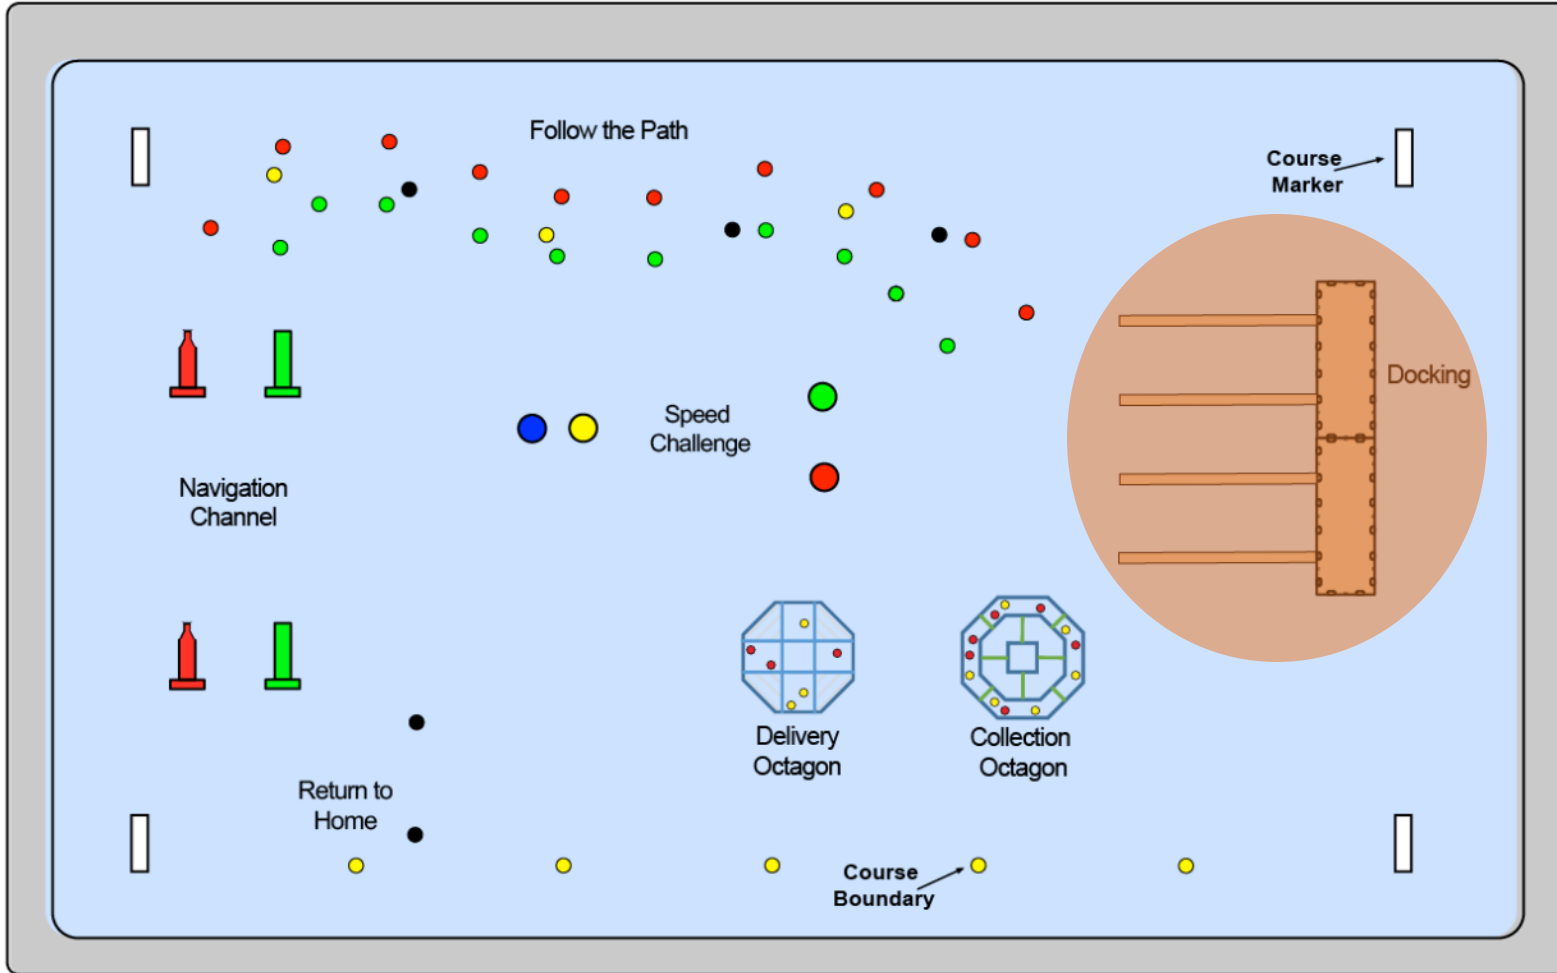 Follow the Path
Course
Marker
Docking
Speed
Challenge
Navigation
Channel
Delivery
Octagon
Collection
Octagon
Return to
Home
Course
Boundary